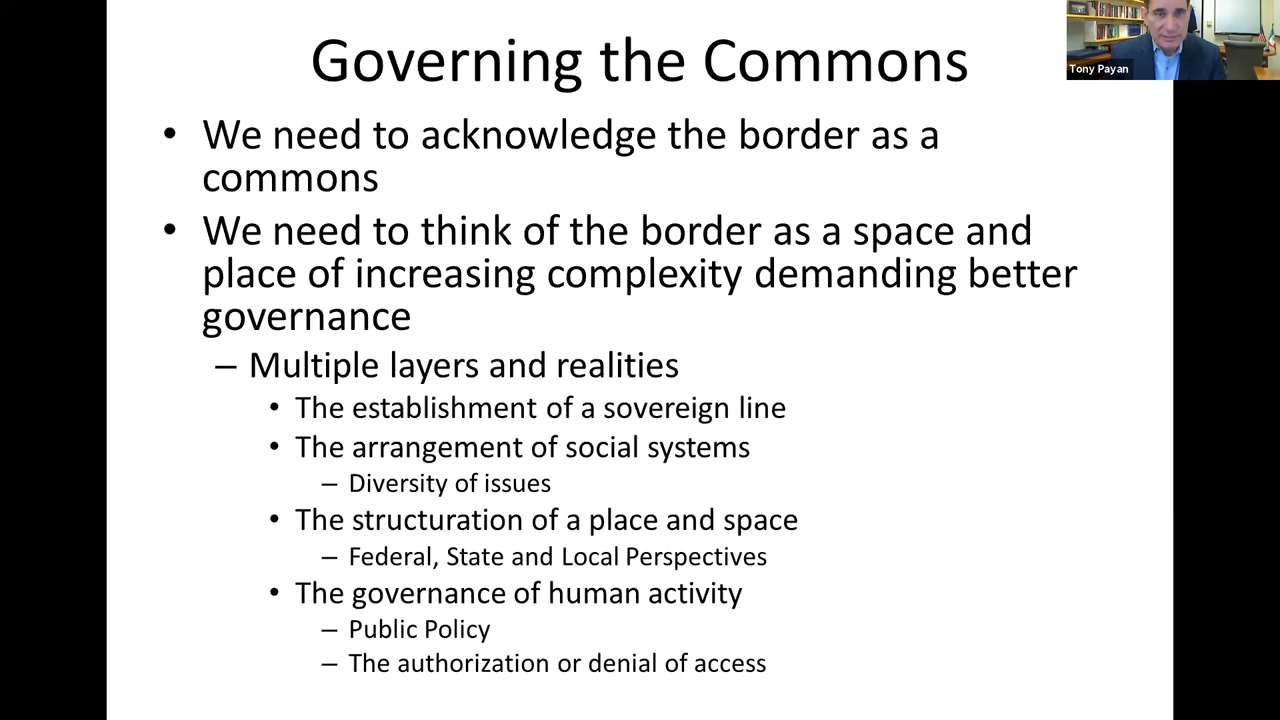 Governing the Commons
Tony Payan
• We need to acknowledge the border as a
commons
• We need to think of the border as a space and
place of increasing complexity demanding better
governance
– Multiple layers and realities
• The establishment of a sovereign line
• The arrangement of social systems
– Diversity of issues
• The structuration of a place and space
– Federal, State and Local Perspectives
• The governance of human activity
– Public Policy
– The authorization or denial of access